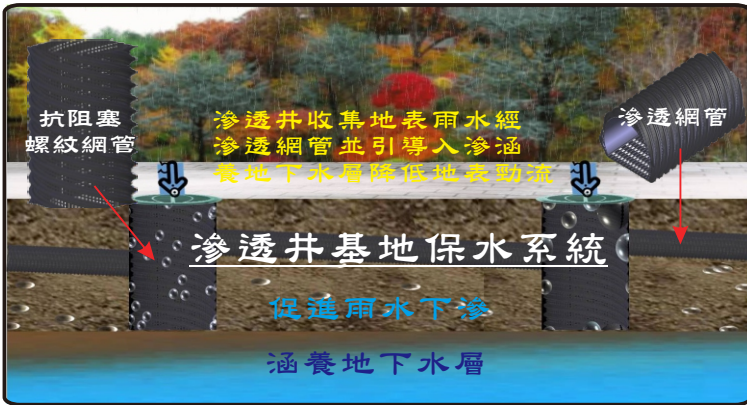 抗阻塞
螺紋網管
滲透井收集地表雨水經
滲透網管並引導入滲涵
養地下水層降低地表勁流
滲透網管
滲透井基地保水系統
促進雨水下滲
涵養地下水層